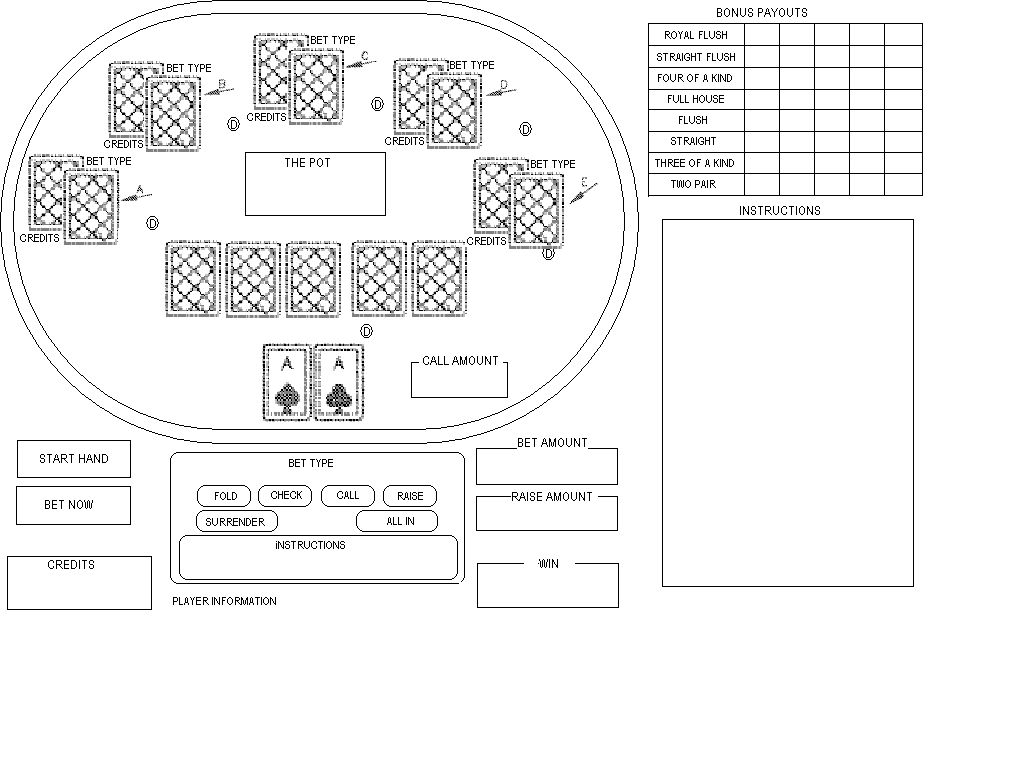 BONUS PAYOUTS
ROYAL FLUSH
STRAIGHT FLUSH
FOUR OF A KIND
FULL HOUSE
FLUSH
STRAIGHT
THREE OF A KIND
TWO PAIR
INSTRUCTIONS
BET TYPE
C
CREDITS
D
BET TYPE
B
CREDITS
D
BET TYPE
D
CREDITS
D
BET TYPE
A
CREDITS
D
THE POT
BET TYPE
E
CREDITS
D
D
A
A
CALL AMOUNT
START HAND
BET NOW
CREDITS
BET TYPE
FOLD
CHECK
CALL
RAISE
SURRENDER
ALL IN
iNSTRUCTIONS
PLAYER INFORMATION
BET AMOUNT
RAISE AMOUNT
WIN